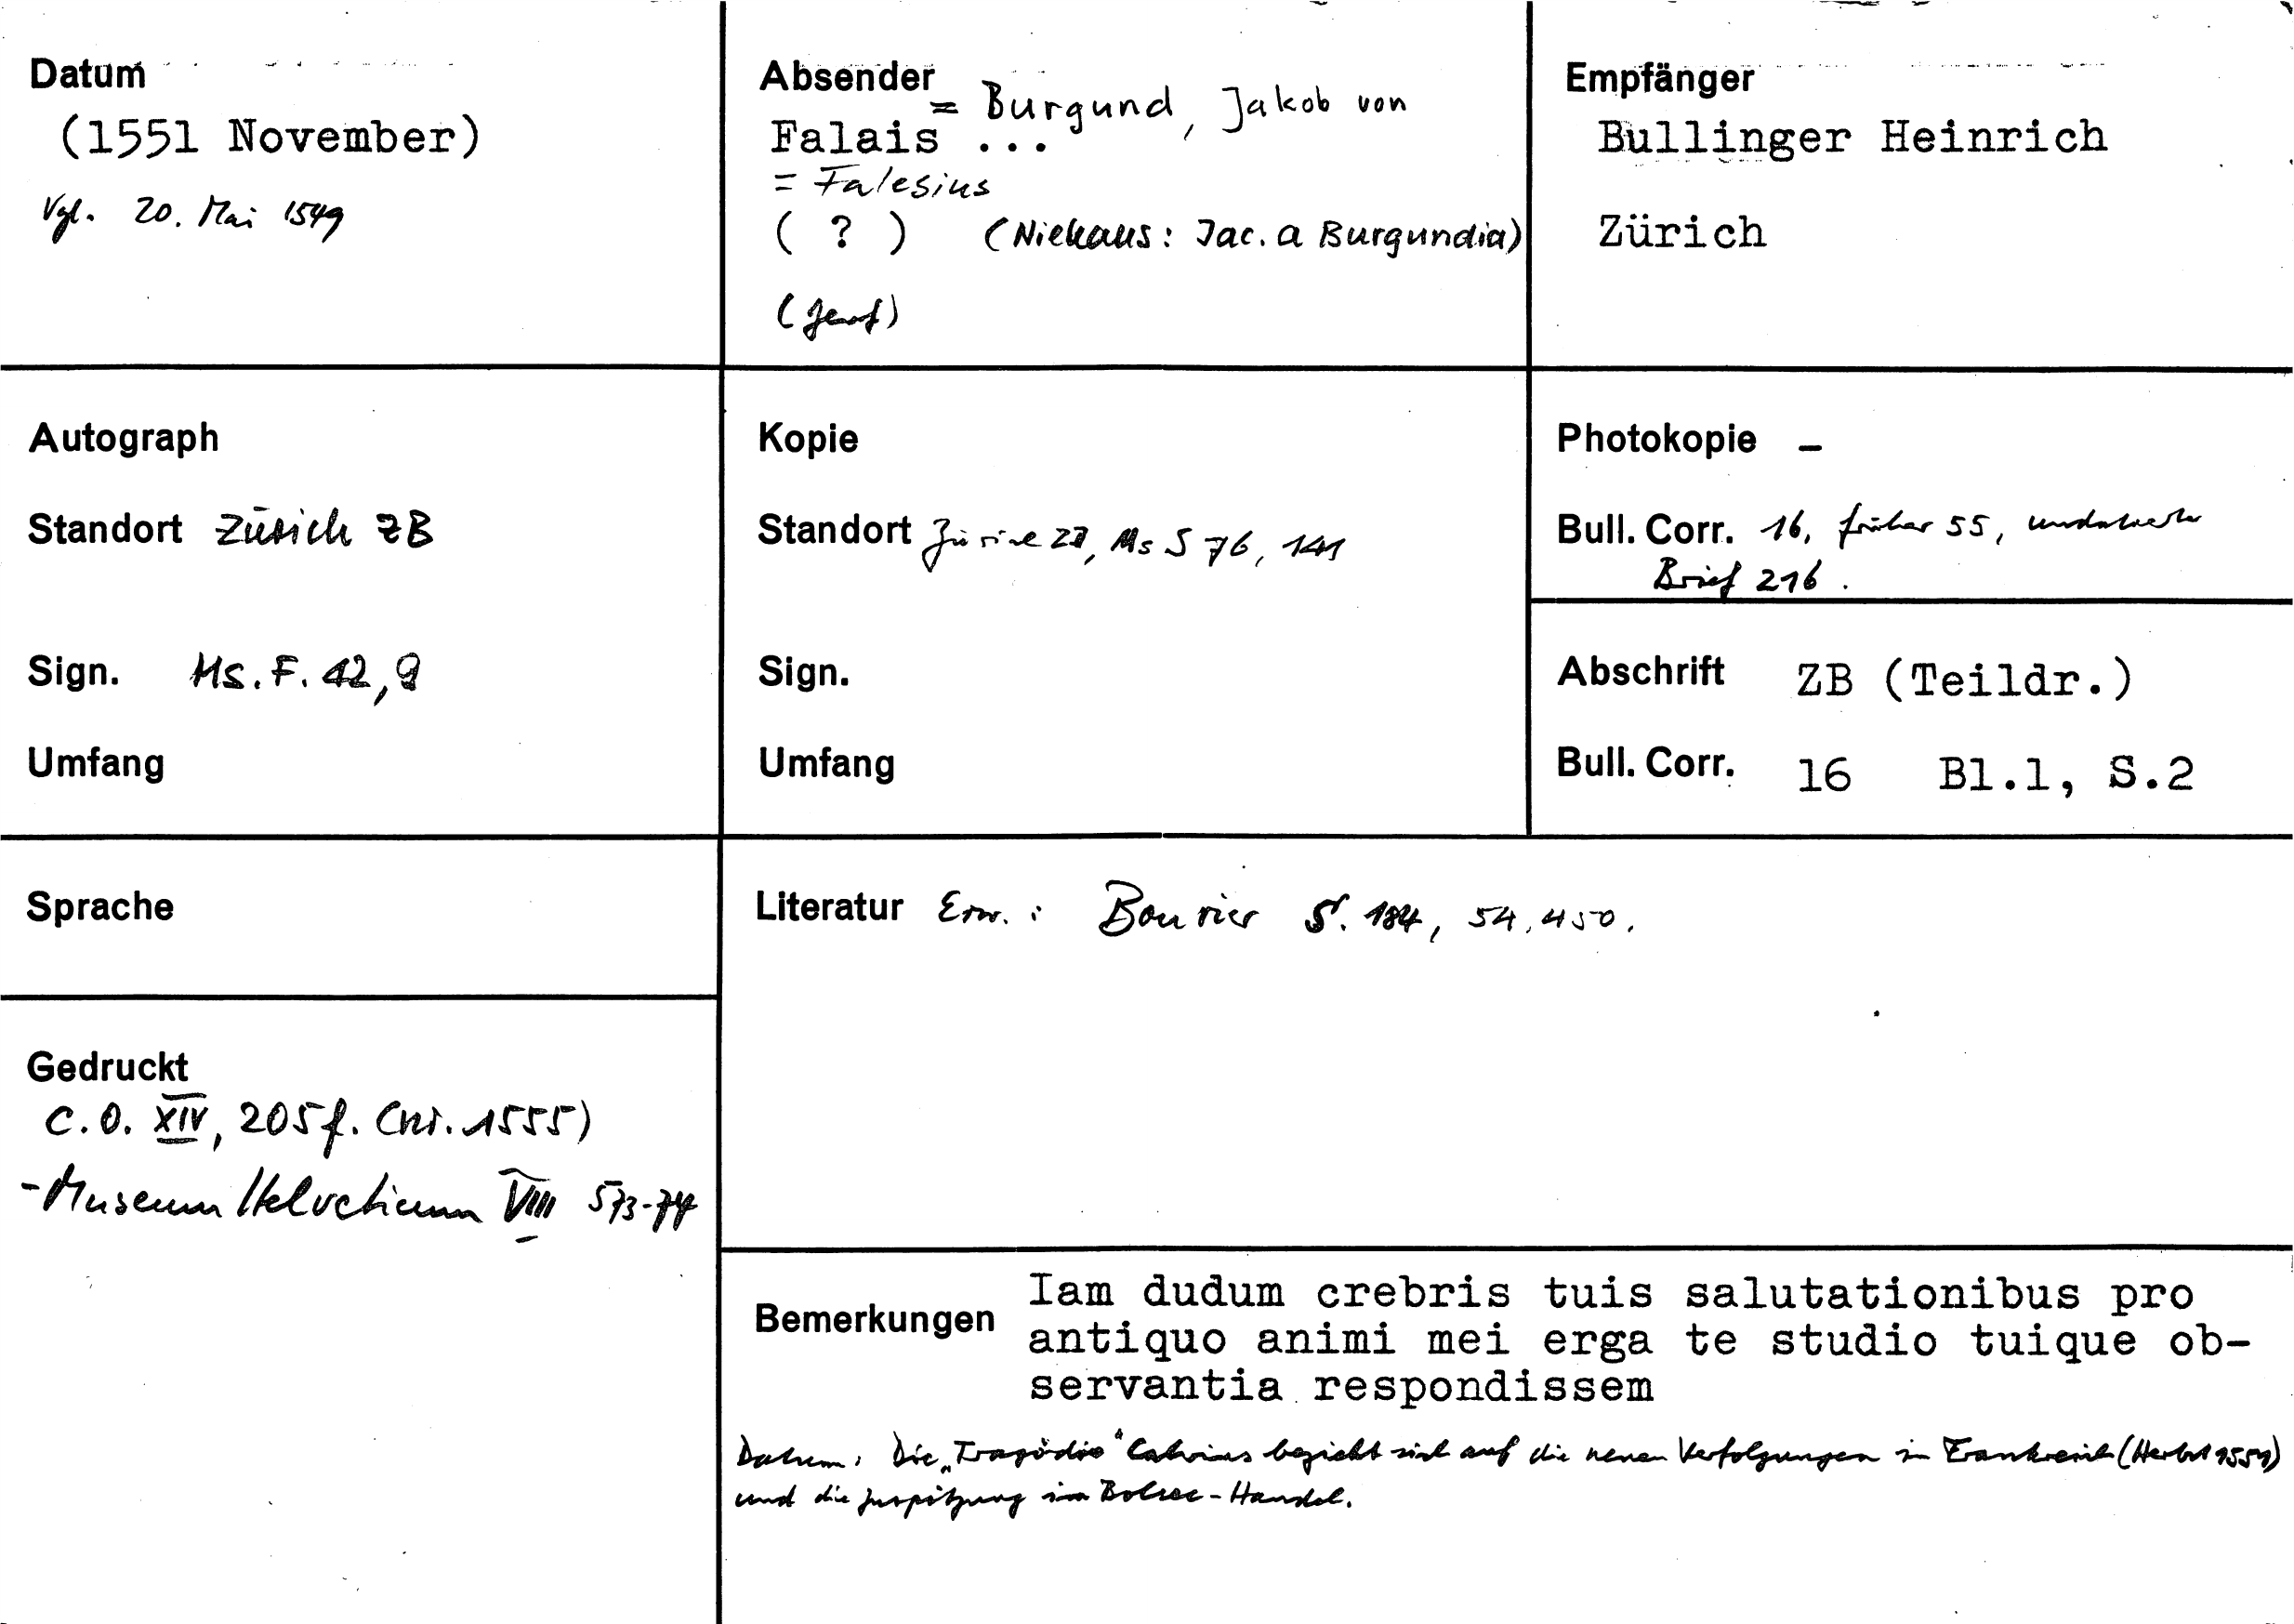 Datum
(1551 November)
Vgl. 20. Mai 1549
Absender
= Burgund, Jakob von
Falais ...
= Falesius
( ? ) (Niehaus: Jac. a Burgundia)
(Genf)
Empfänger
Bullinger Heinrich
Zürich
Autograph
Standort Zürich ZB
Sign. Ms. F. 42, 9
Umfang
Kopie
Standort Zürich ZB, Ms S 76, 141
Sign.
Umfang
Photokopie –
Bull. Corr. 16, früher 55, undatierter
Brief 216.
Abschrift ZB (Teildr.)
Bull. Corr. 16 Bl.1, S.2
Sprache
Literatur Erw.: Bouvier S. 184, 54, 450.
Gedruckt
C.O. XIV, 205f. (Nr. 1555)
- Museum Helveticum VIII 573-74
Bemerkungen
Iam dudum crebris tuis salutationibus pro
antiquo animi mei erga te studio tuique ob-
servantia respondissem
Datum: Die „Tragödie“ Calvins bezieht sich auf die neuen Verfolgungen in Frankreich (Herbst 1551)
und die Zuspitzung im Bolsec-Handel.